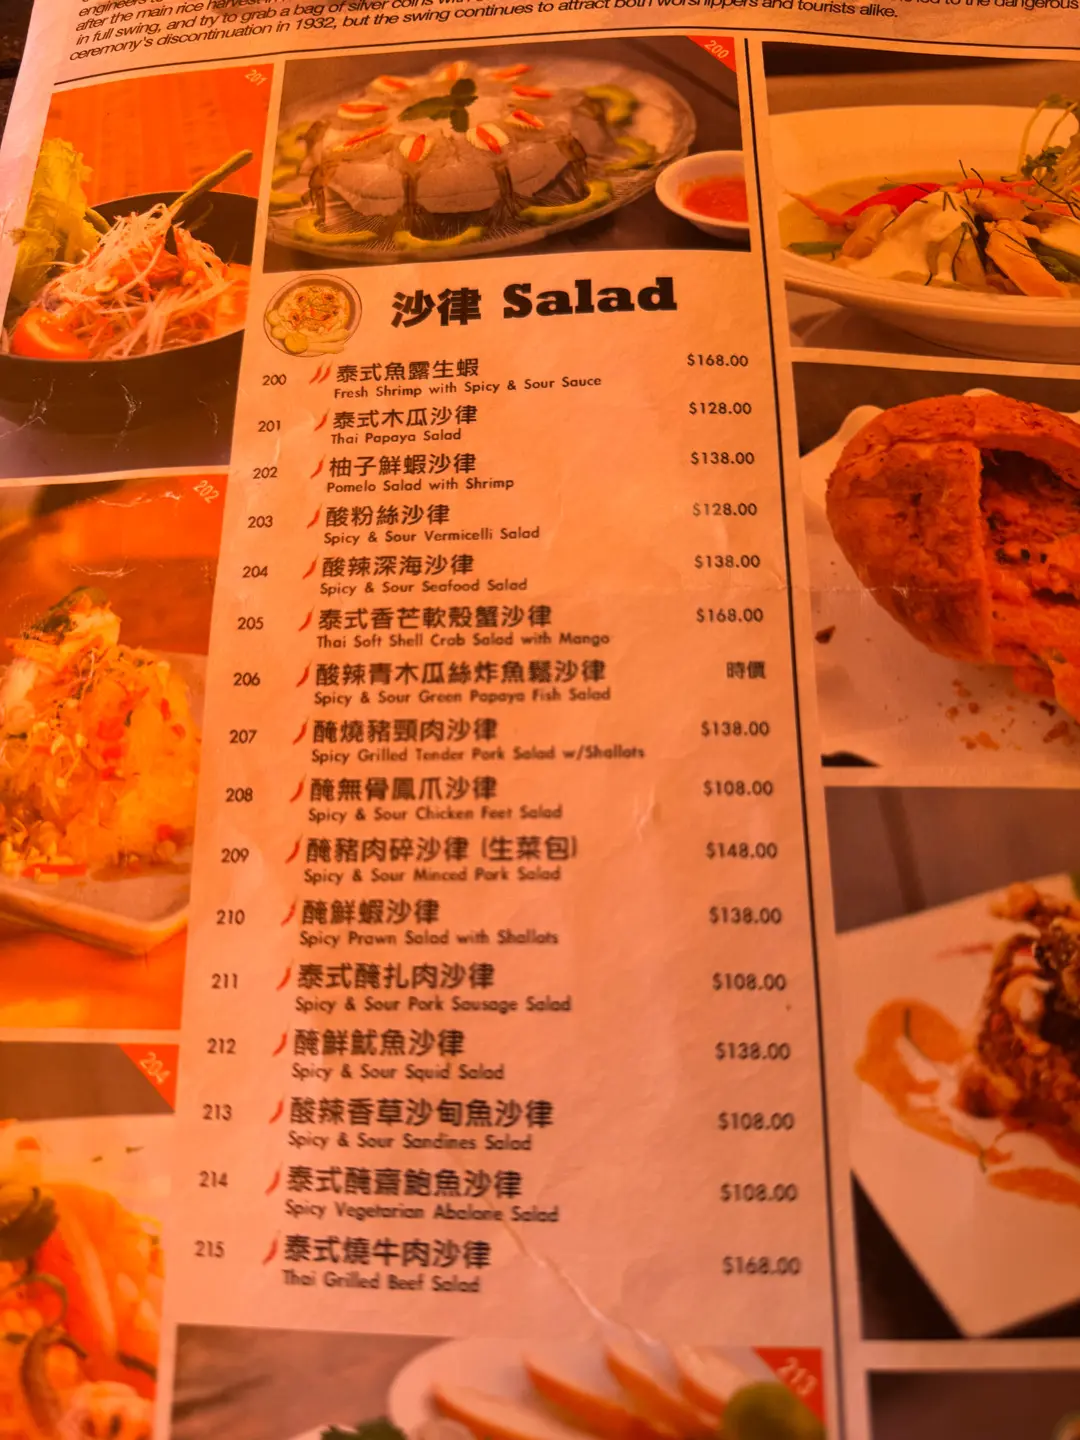 after the main rice harvest in
in full swing, and try to grab a bag of silver coins with
to the dangerous
ceremony's discontinuation in 1932, but the swing continues to attract both worshippers and tourists alike.
201
200
沙律 Salad
200 泰式魚露生蝦 $168.00
Fresh Shrimp with Spicy & Sour Sauce
201 泰式木瓜沙律 $128.00
Thai Papaya Salad
202 柚子鮮蝦沙律 $138.00
Pomelo Salad with Shrimp
203 酸粉絲沙律 $128.00
Spicy & Sour Vermicelli Salad
204 酸辣深海沙律 $138.00
Spicy & Sour Seafood Salad
205 泰式香芒軟殼蟹沙律 $168.00
Thai Soft Shell Crab Salad with Mango
206 酸辣青木瓜絲炸魚鬆沙律 時價
Spicy & Sour Green Papaya Fish Salad
207 醃燒豬頸肉沙律 $138.00
Spicy Grilled Tender Pork Salad w/Shallots
208 醃無骨鳳爪沙律 $108.00
Spicy & Sour Chicken Feet Salad
209 醃豬肉碎沙律 (生菜包) $148.00
Spicy & Sour Minced Pork Salad
210 醃鮮蝦沙律 $138.00
Spicy Prawn Salad with Shallots
211 泰式醃扎肉沙律 $108.00
Spicy & Sour Pork Sausage Salad
212 醃鮮魷魚沙律 $138.00
Spicy & Sour Squid Salad
213 酸辣香草沙甸魚沙律 $108.00
Spicy & Sour Sardines Salad
214 泰式醃齋鮑魚沙律 $108.00
Spicy Vegetarian Abalone Salad
215 泰式燒牛肉沙律 $168.00
Thai Grilled Beef Salad
202
204
213